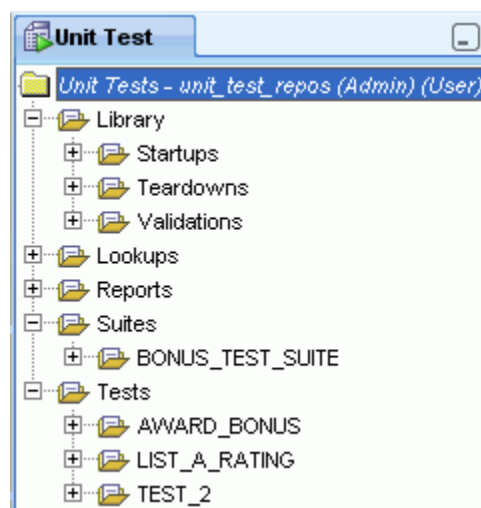 Unit Test
Unit Tests - unit_test_repos (Admin) (User)
Library
Startups
Teardowns
Validations
Lookups
Reports
Suites
BONUS_TEST_SUITE
Tests
AWARD_BONUS
LIST_A_RATING
TEST_2